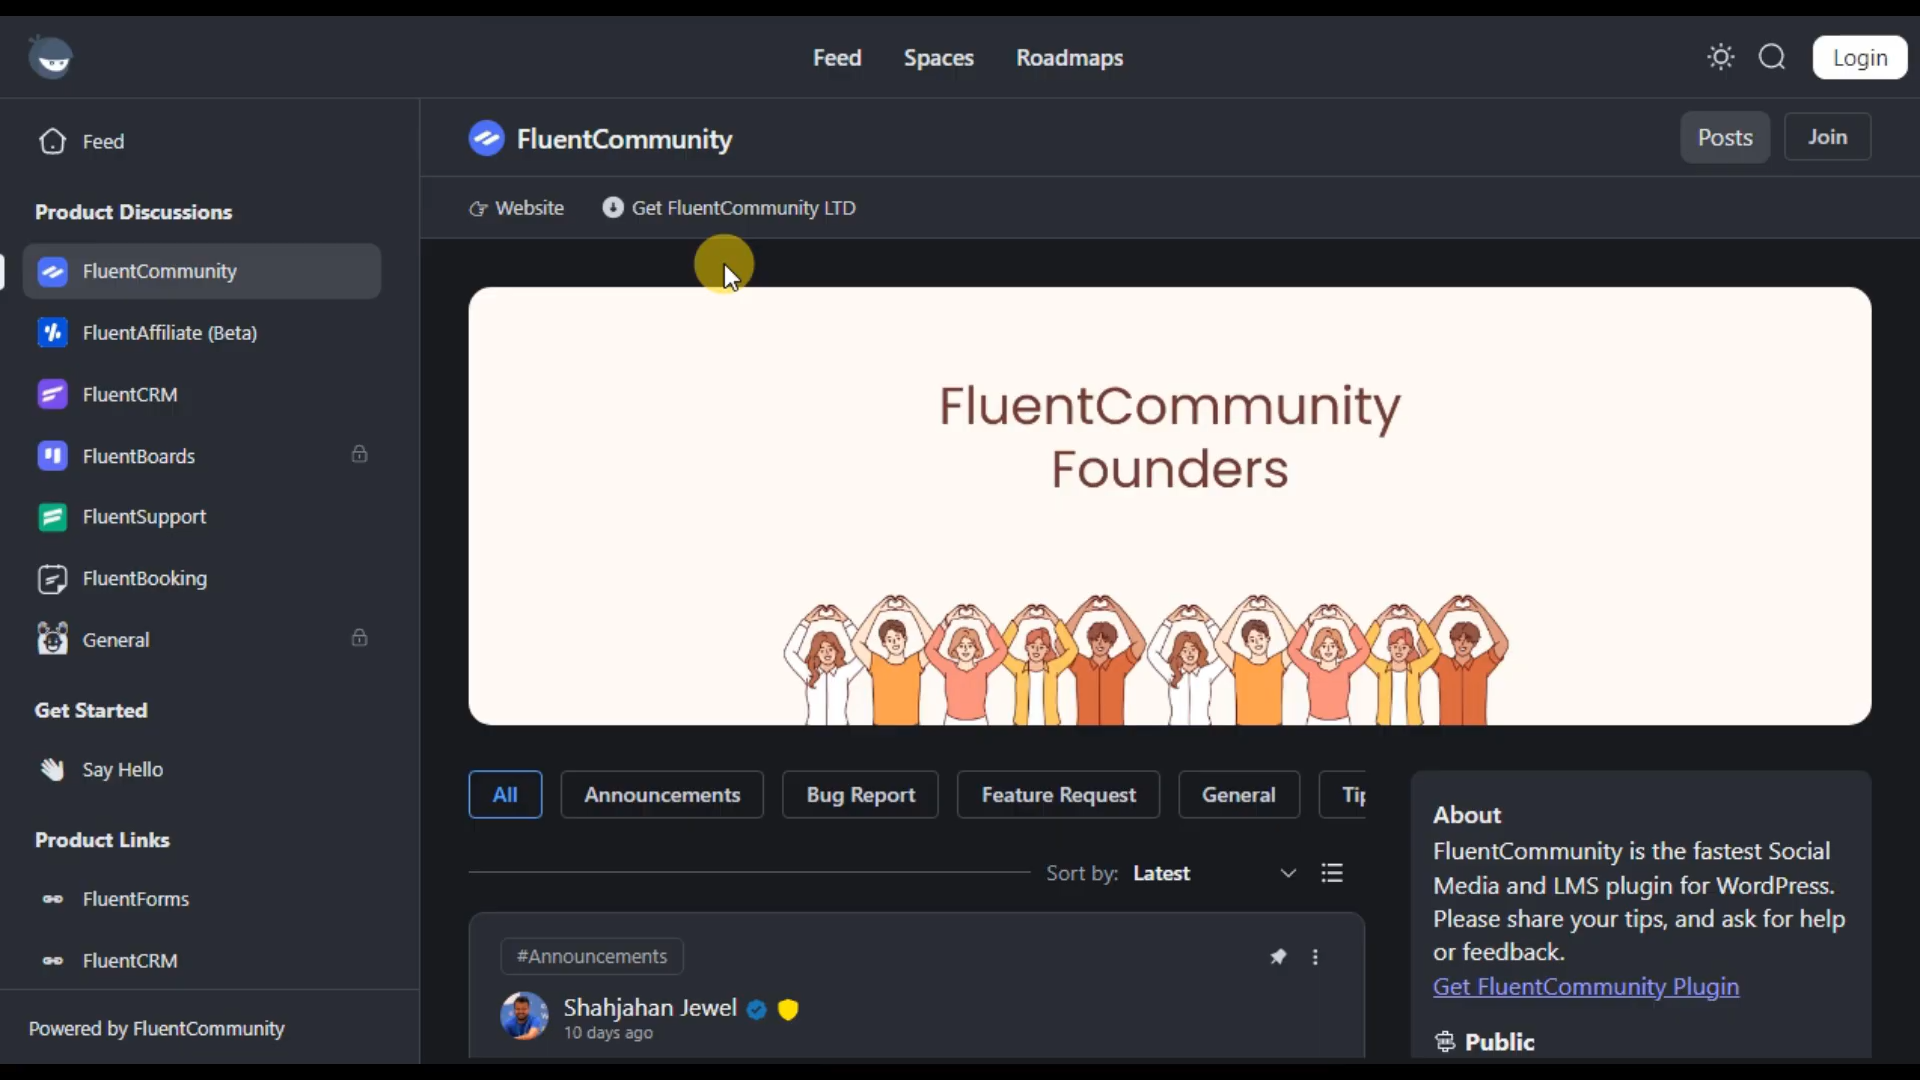 Feed
Spaces
Roadmaps
Login
Feed
Product Discussions
FluentCommunity
FluentAffiliate (Beta)
FluentCRM
FluentBoards
FluentSupport
FluentBooking
General
Get Started
Say Hello
Product Links
FluentForms
FluentCRM
Powered by FluentCommunity
FluentCommunity
Posts
Join
Website
Get FluentCommunity LTD
FluentCommunity
Founders
All
Announcements
Bug Report
Feature Request
General
Tip
Sort by: Latest
#Announcements
Shahjahan Jewel
10 days ago
About
FluentCommunity is the fastest Social
Media and LMS plugin for WordPress.
Please share your tips, and ask for help
or feedback.
Get FluentCommunity Plugin
Public